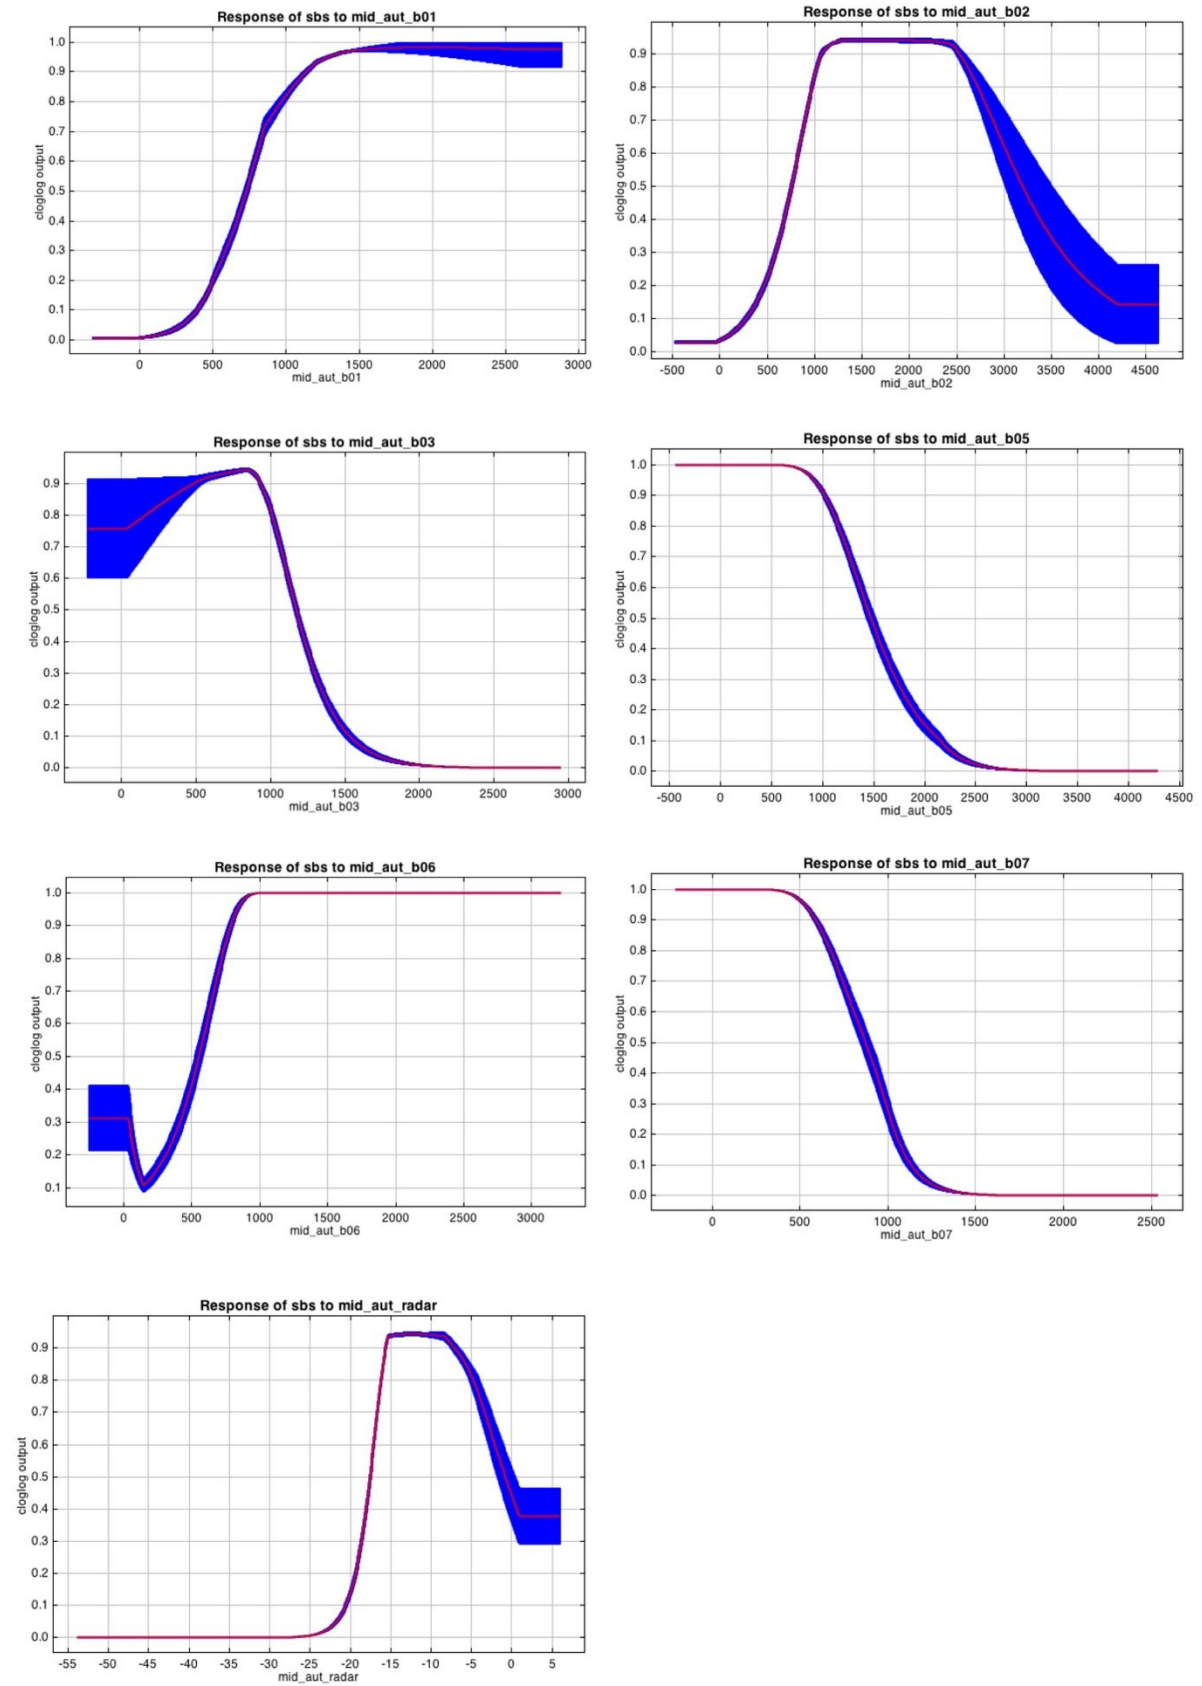 Response of sbs to mid_aut_b01
cloglog output
1.0
0.9
0.8
0.7
0.6
0.5
0.4
0.3
0.2
0.1
0.0
0 500 1000 1500 2000 2500 3000
mid_aut_b01
Response of sbs to mid_aut_b02
cloglog output
0.9
0.8
0.7
0.6
0.5
0.4
0.3
0.2
0.1
0.0
-500 0 500 1000 1500 2000 2500 3000 3500 4000 4500
mid_aut_b02
Response of sbs to mid_aut_b03
cloglog output
0.9
0.8
0.7
0.6
0.5
0.4
0.3
0.2
0.1
0.0
0 500 1000 1500 2000 2500 3000
mid_aut_b03
Response of sbs to mid_aut_b05
cloglog output
1.0
0.9
0.8
0.7
0.6
0.5
0.4
0.3
0.2
0.1
0.0
-500 0 500 1000 1500 2000 2500 3000 3500 4000 4500
mid_aut_b05
Response of sbs to mid_aut_b06
cloglog output
1.0
0.9
0.8
0.7
0.6
0.5
0.4
0.3
0.2
0.1
0 500 1000 1500 2000 2500 3000
mid_aut_b06
Response of sbs to mid_aut_b07
cloglog output
1.0
0.9
0.8
0.7
0.6
0.5
0.4
0.3
0.2
0.1
0.0
0 500 1000 1500 2000 2500
mid_aut_b07
Response of sbs to mid_aut_radar
cloglog output
0.9
0.8
0.7
0.6
0.5
0.4
0.3
0.2
0.1
0.0
-55 -50 -45 -40 -35 -30 -25 -20 -15 -10 -5 0 5
mid_aut_radar